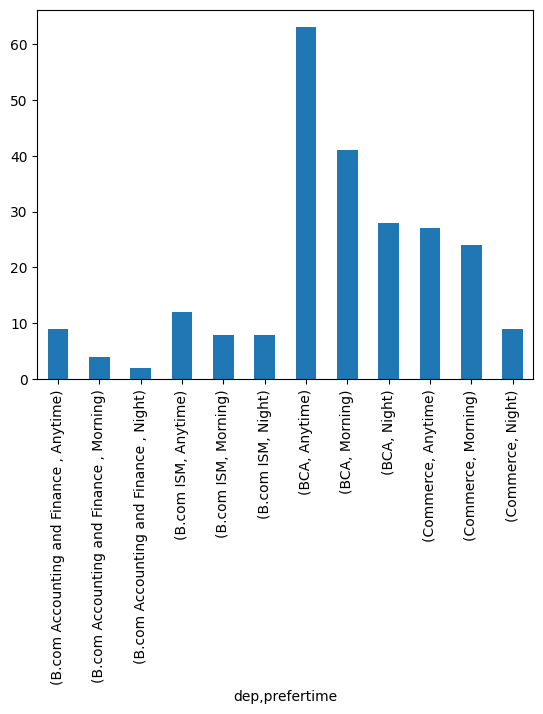 60
50
40
30
20
10
0
(B.com Accounting and Finance , Anytime)
(B.com Accounting and Finance , Morning)
(B.com Accounting and Finance , Night)
(B.com ISM, Anytime)
(B.com ISM, Morning)
(B.com ISM, Night)
(BCA, Anytime)
(BCA, Morning)
(BCA, Night)
(Commerce, Anytime)
(Commerce, Morning)
(Commerce, Night)
dep,prefertime